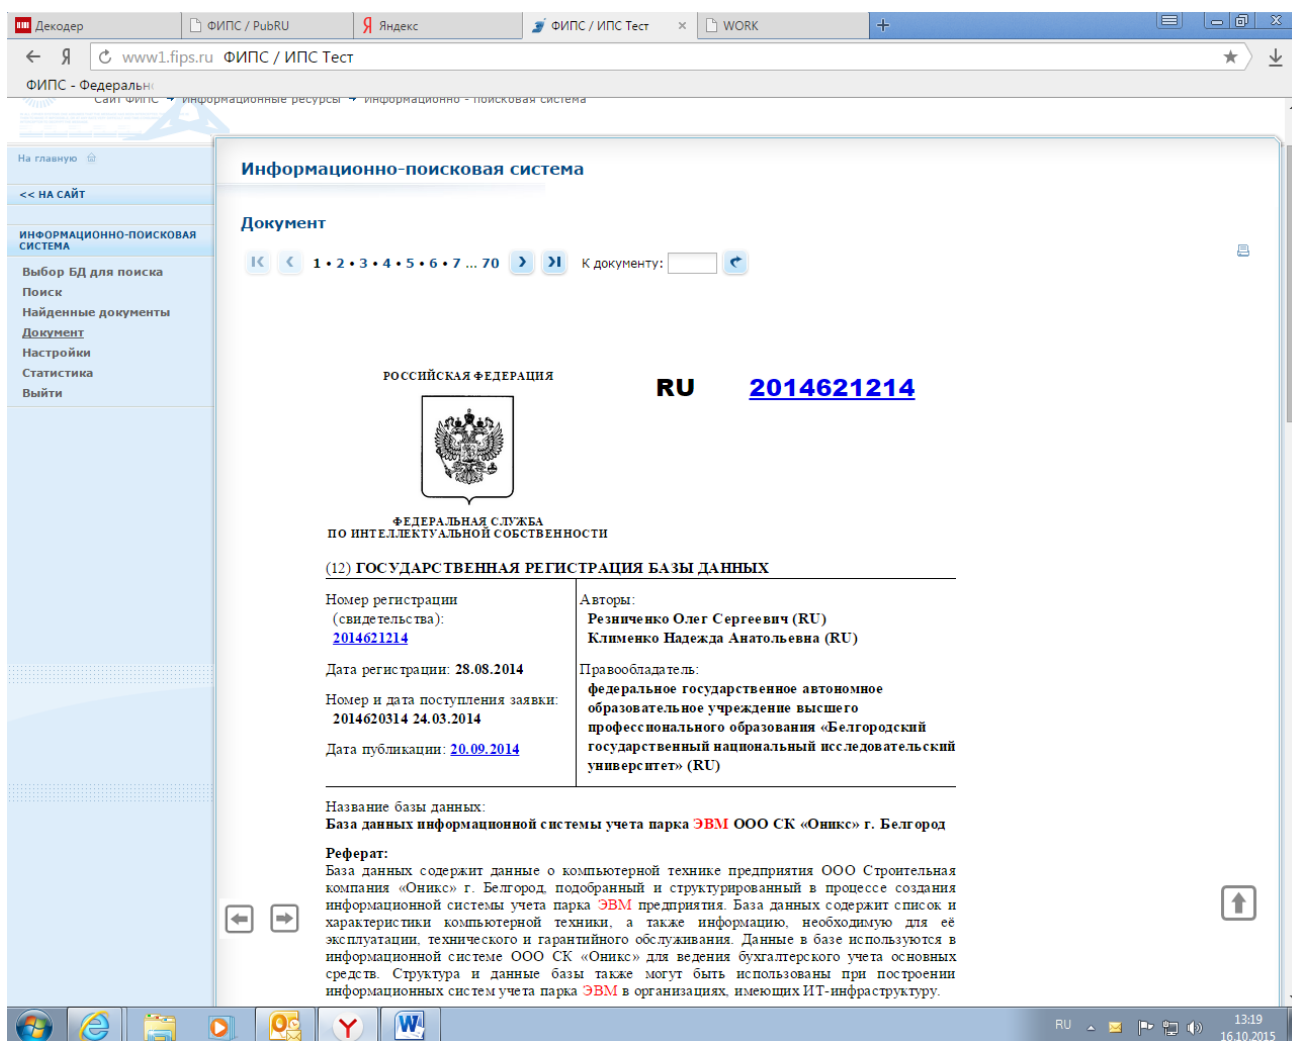 Декодер
ФИПС / PubRU
Яндекс
ФИПС / ИПС Тест
WORK
www1.fips.ru ФИПС / ИПС Тест
ФИПС - Федеральн
Сайт ФИПС → Информационные ресурсы → Информационно - поисковая система
На главную
<< НА САЙТ
ИНФОРМАЦИОННО-ПОИСКОВАЯ
СИСТЕМА
Выбор БД для поиска
Поиск
Найденные документы
Документ
Настройки
Статистика
Выйти
Информационно-поисковая система
Документ
1 • 2 • 3 • 4 • 5 • 6 • 7 ... 70
К документу:
РОССИЙСКАЯ ФЕДЕРАЦИЯ
RU 2014621214
ФЕДЕРАЛЬНАЯ СЛУЖБА
ПО ИНТЕЛЛЕКТУАЛЬНОЙ СОБСТВЕННОСТИ
(12) ГОСУДАРСТВЕННАЯ РЕГИСТРАЦИЯ БАЗЫ ДАННЫХ
Номер регистрации
(свидетельства):
2014621214
Дата регистрации: 28.08.2014
Номер и дата поступления заявки:
2014620314 24.03.2014
Дата публикации: 20.09.2014
Авторы:
Резниченко Олег Сергеевич (RU)
Клименко Надежда Анатольевна (RU)
Правообладатель:
федеральное государственное автономное
образовательное учреждение высшего
профессионального образования «Белгородский
государственный национальный исследовательский
университет» (RU)
Название базы данных:
База данных информационной системы учета парка ЭВМ ООО СК «Оникс» г. Белгород
Реферат:
База данных содержит данные о компьютерной технике предприятия ООО Строительная
компания «Оникс» г. Белгород, подобранный и структурированный в процессе создания
информационной системы учета парка ЭВМ предприятия. База данных содержит список и
характеристики компьютерной техники, а также информацию, необходимую для её
эксплуатации, технического и гарантийного обслуживания. Данные в базе используются в
информационной системе ООО СК «Оникс» для ведения бухгалтерского учета основных
средств. Структура и данные базы также могут быть использованы при построении
информационных систем учета парка ЭВМ в организациях, имеющих ИТ-инфраструктуру.
RU
13:19
16.10.2015